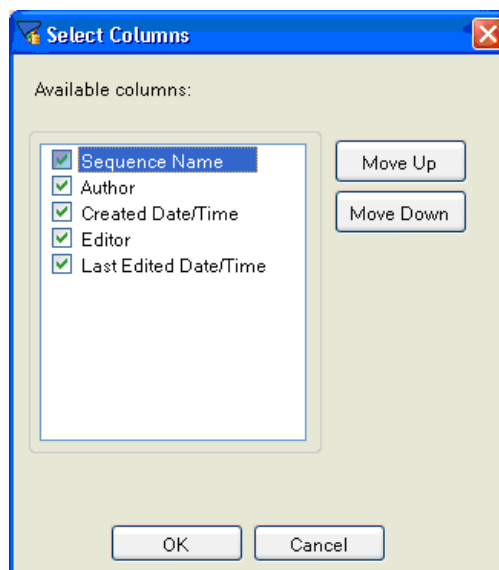 Select Columns
Available columns:
Sequence Name
Author
Created Date/Time
Editor
Last Edited Date/Time
Move Up
Move Down
OK
Cancel